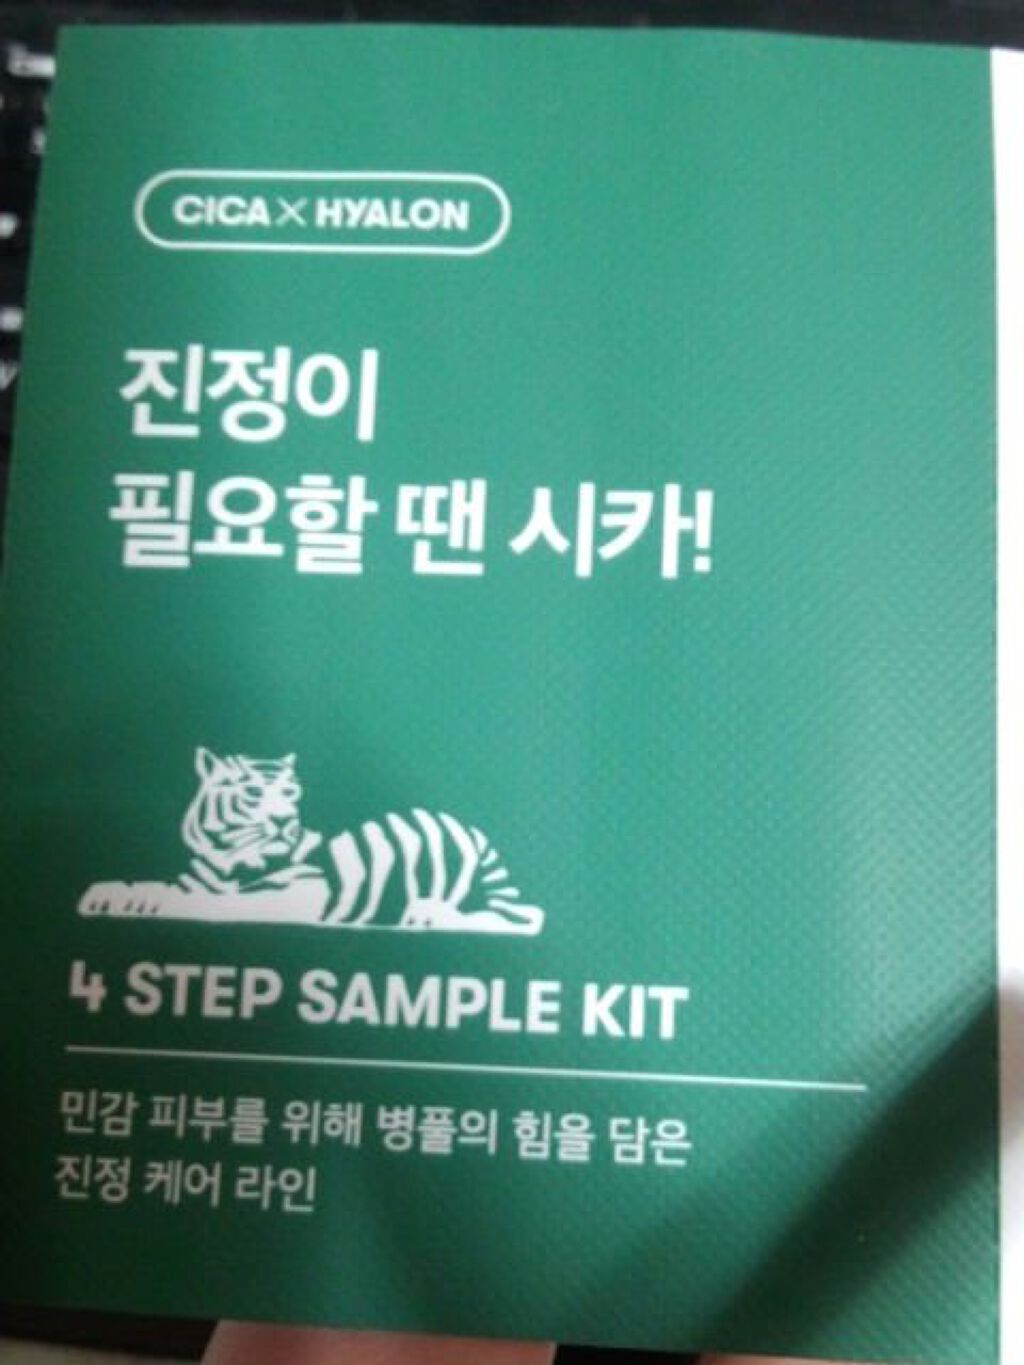 CICA X HYALON
진정이
필요할 땐 시카!
4 STEP SAMPLE KIT
민감 피부를 위해 병풀의 힘을 담은
진정 케어 라인